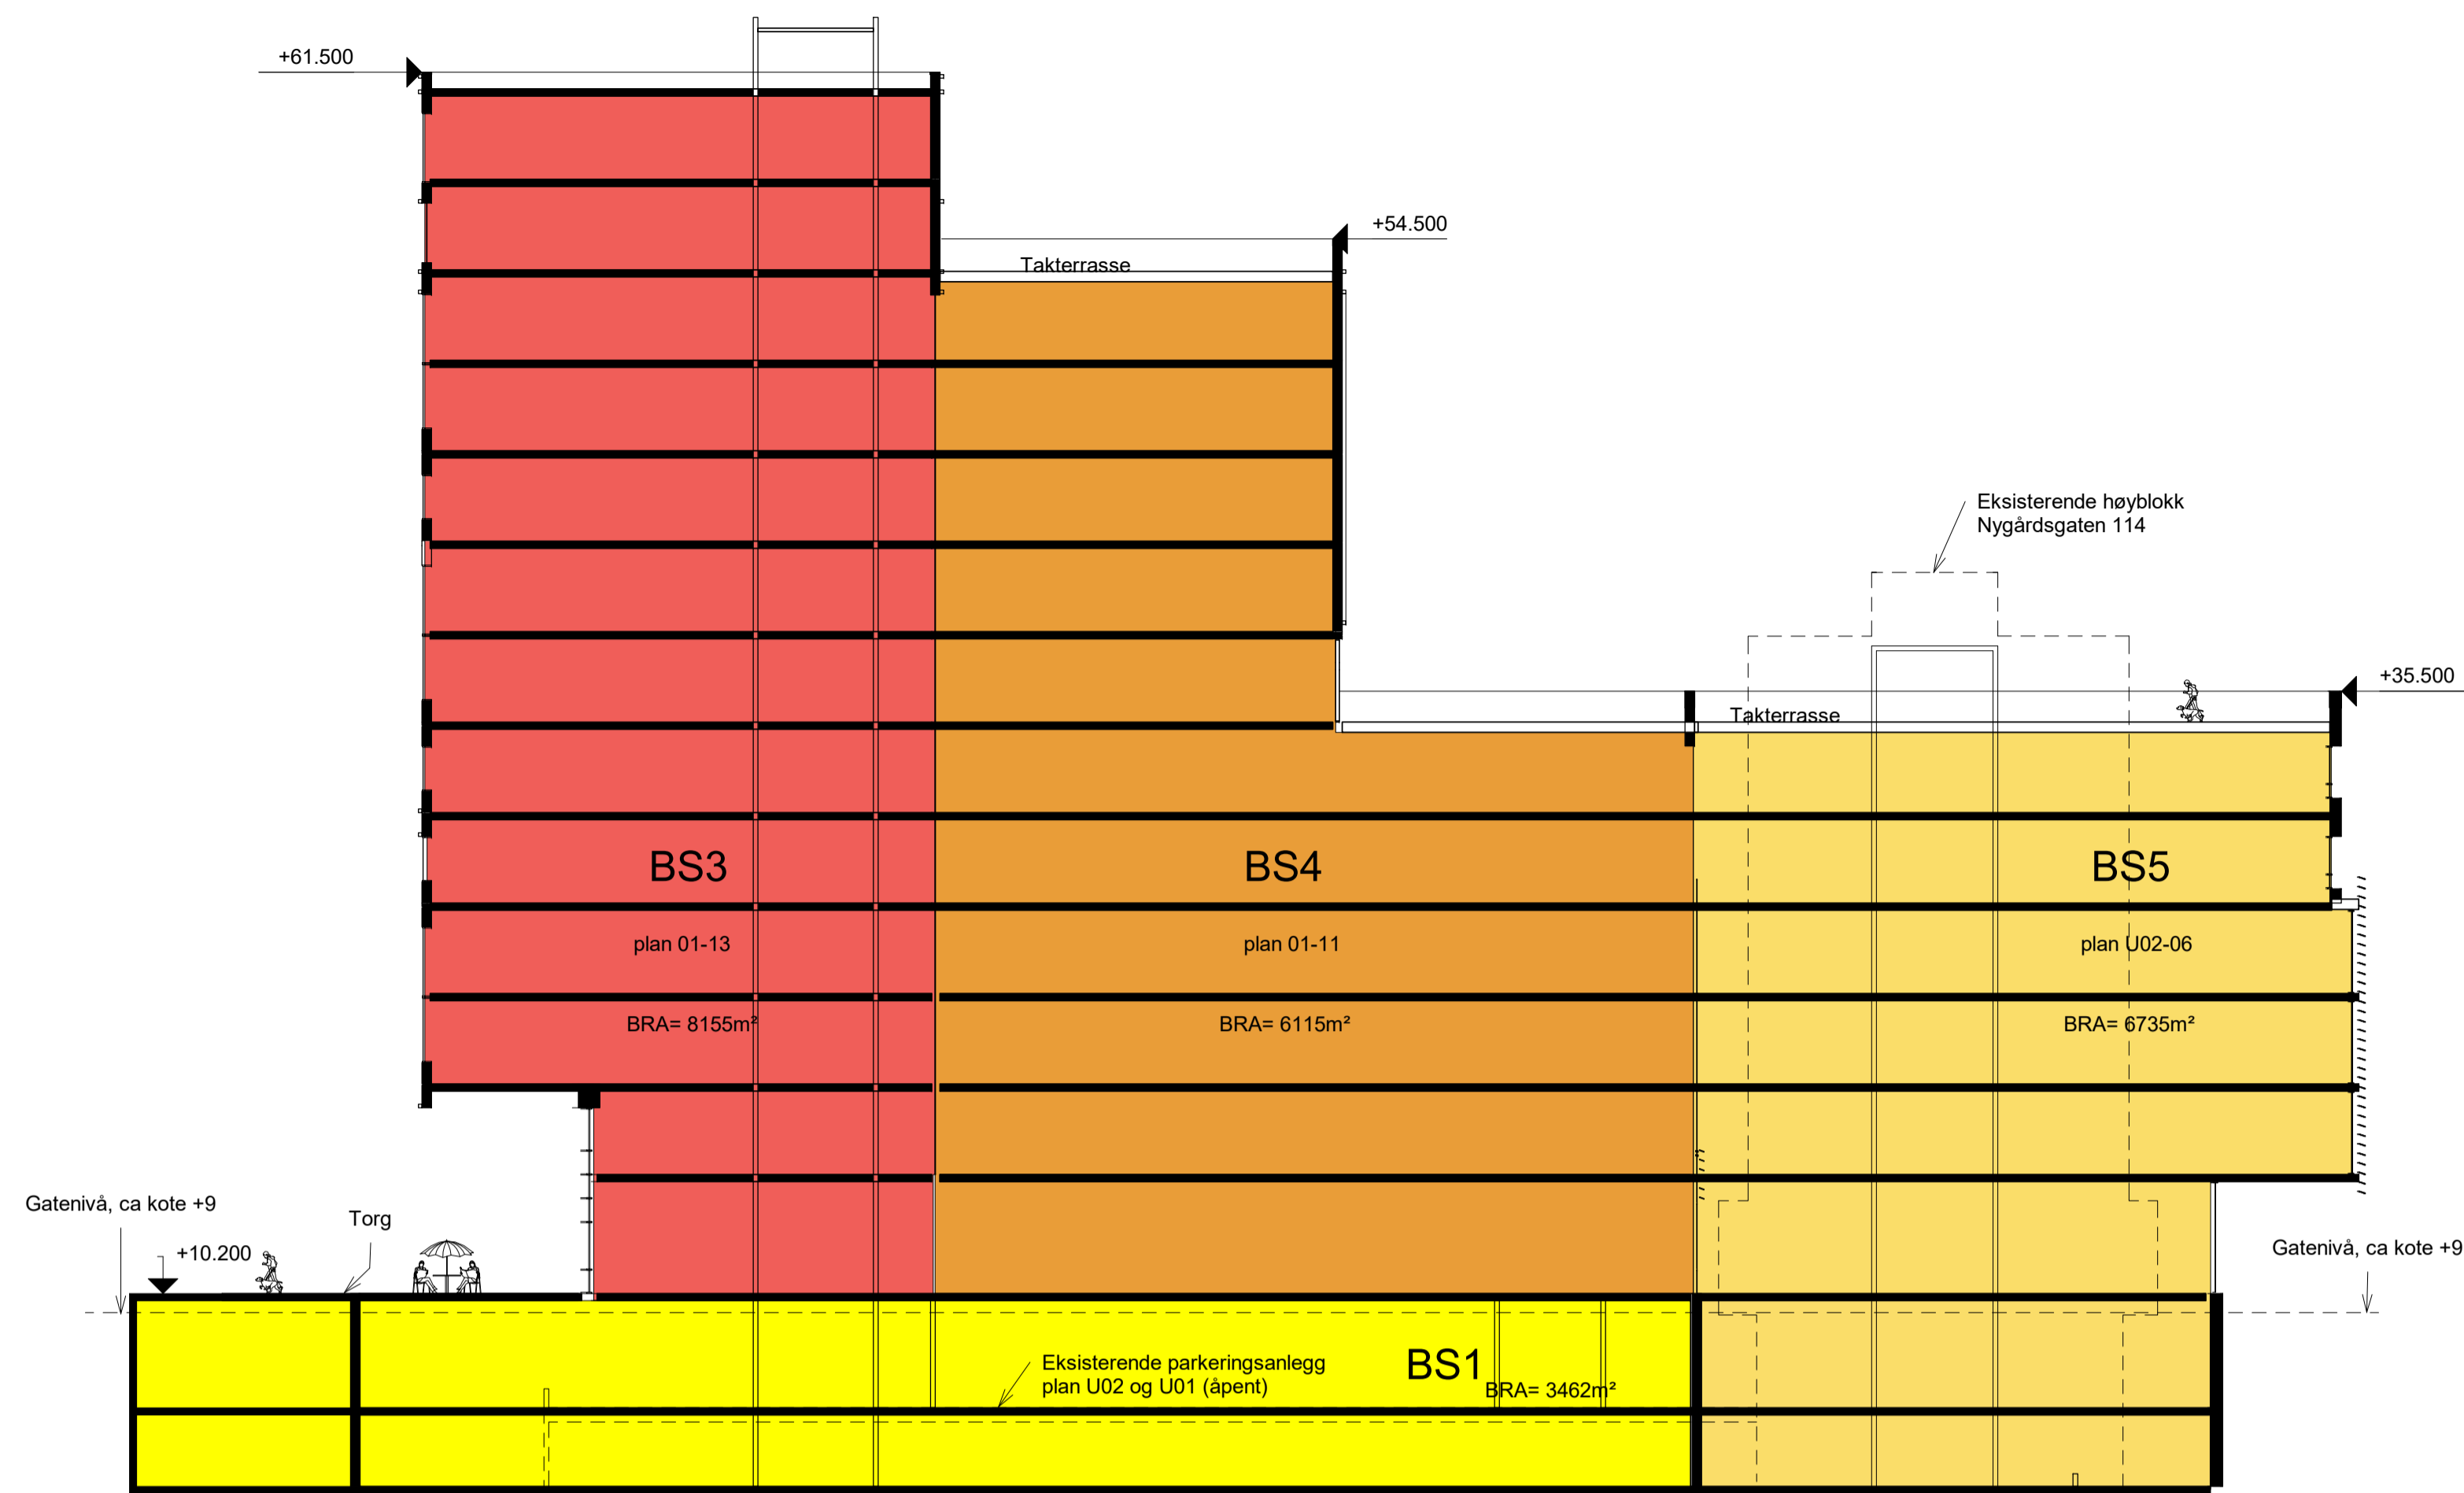 +61.500
+54.500
Takterrasse
Eksisterende høyblokk
Nygårdsgaten 114
+35.500
Takterrasse
BS3
BS4
BS5
plan 01-13
plan 01-11
plan U02-06
BRA= 8155m²
BRA= 6115m²
BRA= 6735m²
Gatenivå, ca kote +9
Torg
+10.200
Gatenivå, ca kote +9
Eksisterende parkeringsanlegg
plan U02 og U01 (åpent)
BS1
BRA= 3462m²